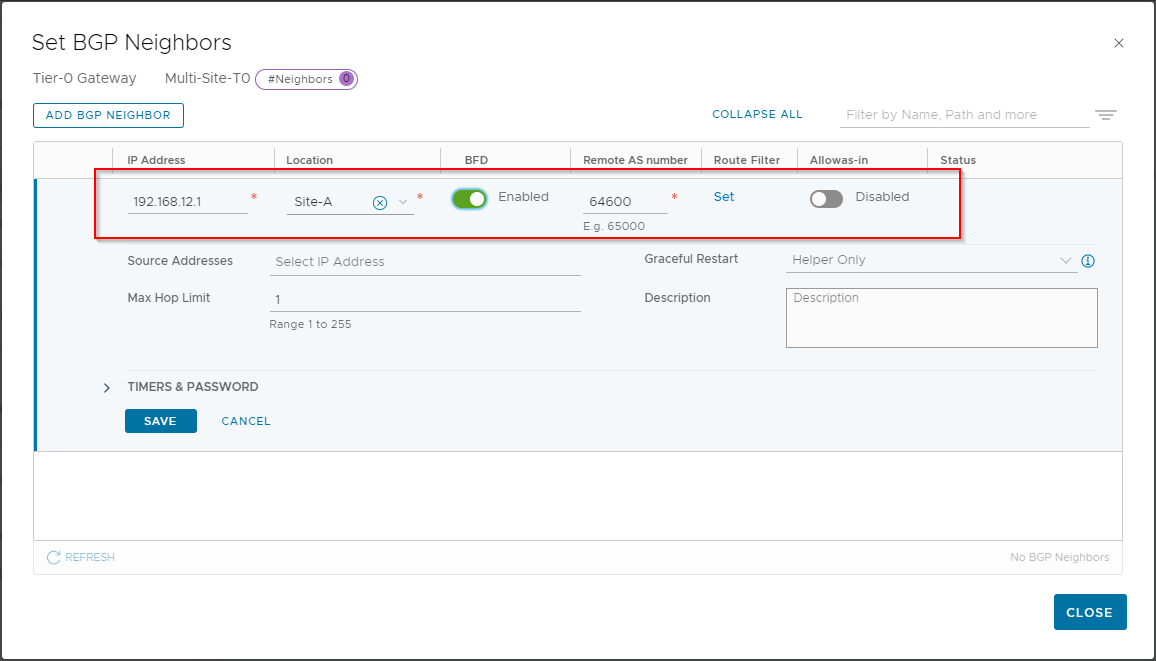 Set BGP Neighbors
Tier-0 Gateway Multi-Site-T0 #Neighbors 0
ADD BGP NEIGHBOR COLLAPSE ALL Filter by Name, Path and more
IP Address Location BFD Remote AS number Route Filter Allowas-in Status
192.168.12.1 * Site-A * Enabled 64600 * Set Disabled
E.g. 65000
Source Addresses Select IP Address Graceful Restart Helper Only
Max Hop Limit 1 Description Description
Range 1 to 255
TIMERS & PASSWORD
SAVE CANCEL
REFRESH No BGP Neighbors
CLOSE